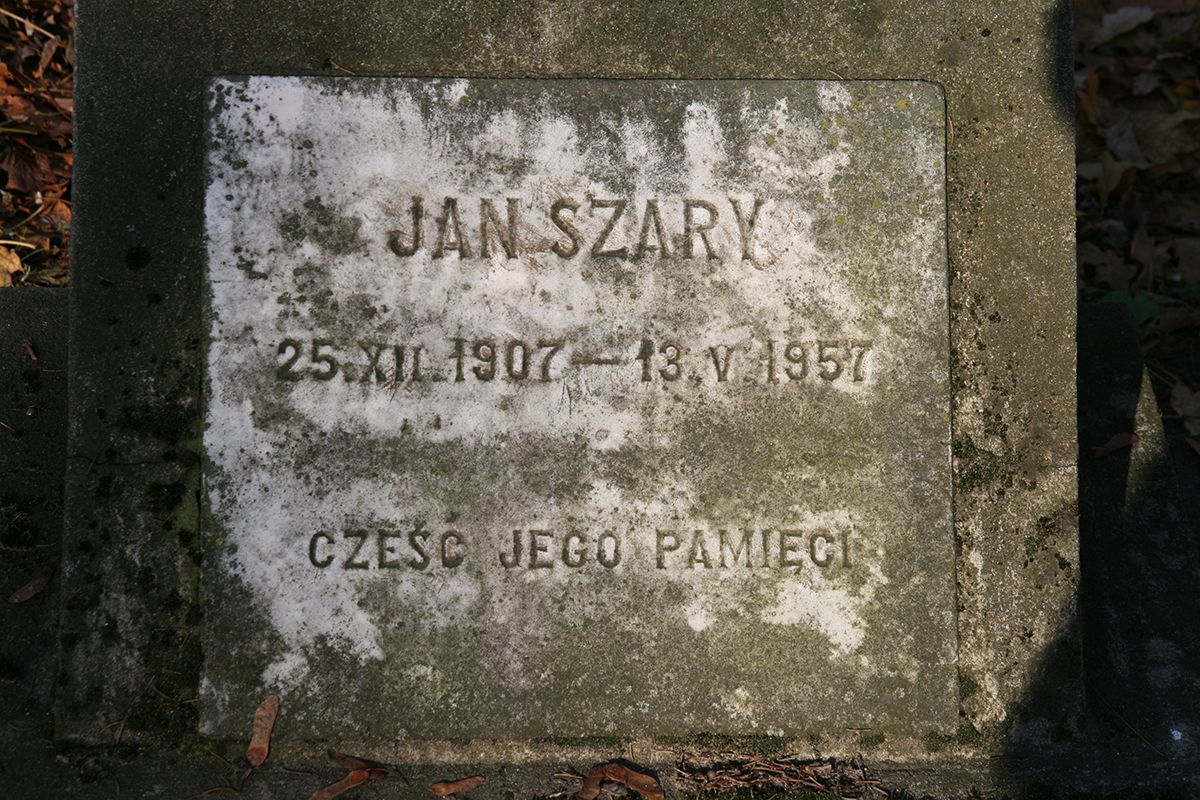 JAN SZARY
25.XII.1907—13.V.1957
CZEŚĆ JEGO PAMIĘCI